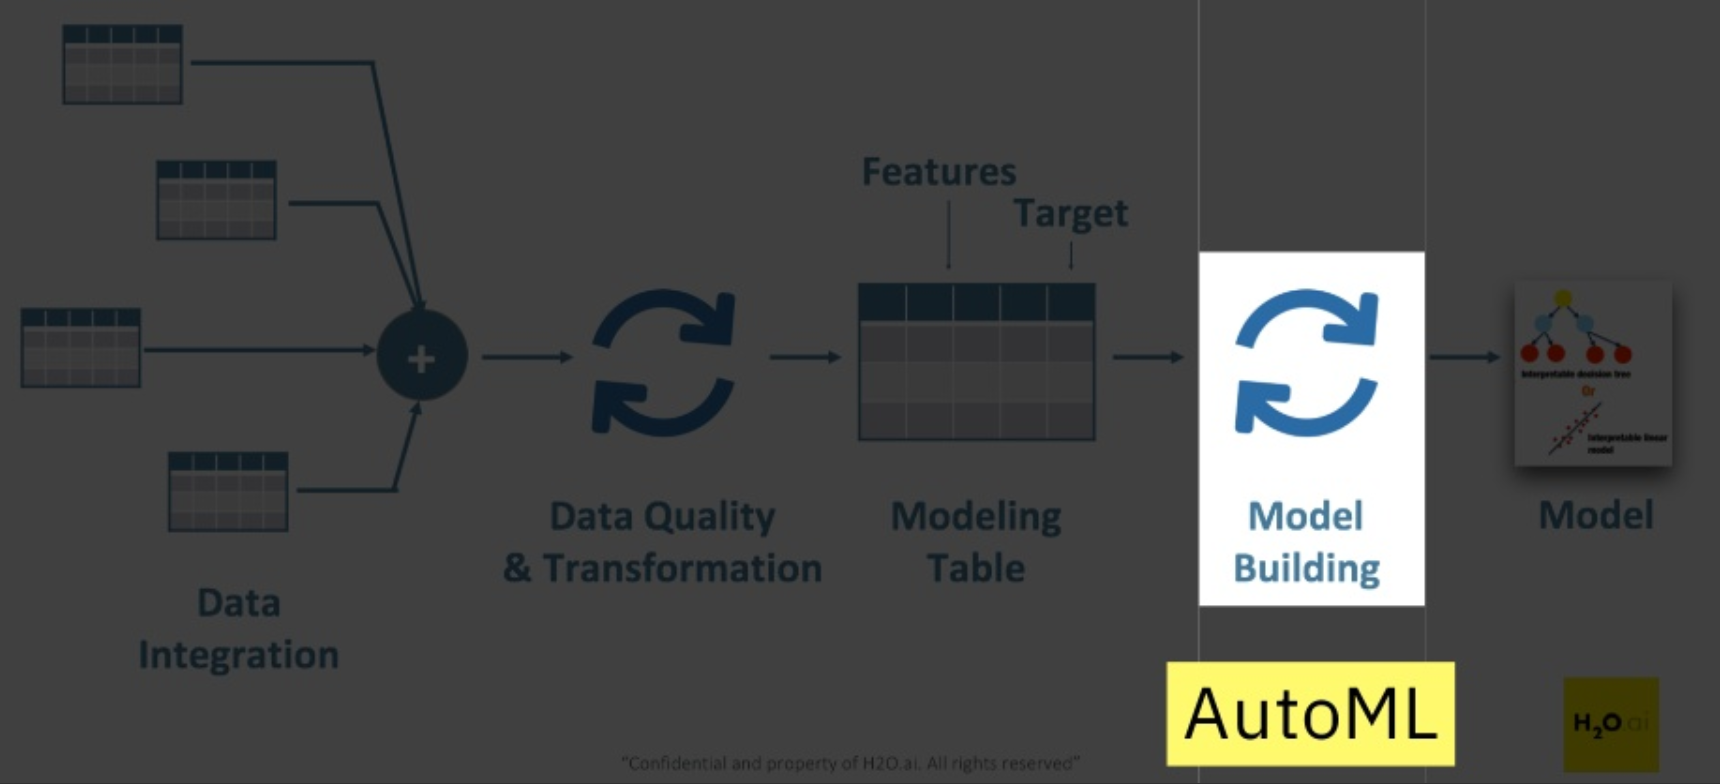 Features
Target
+
Interpretable decision tree
Or
Interpretable linear
model
Data Quality
& Transformation
Modeling
Table
Model
Building
Model
Data
Integration
AutoML
H2O.ai
“Confidential and property of H2O.ai. All rights reserved”